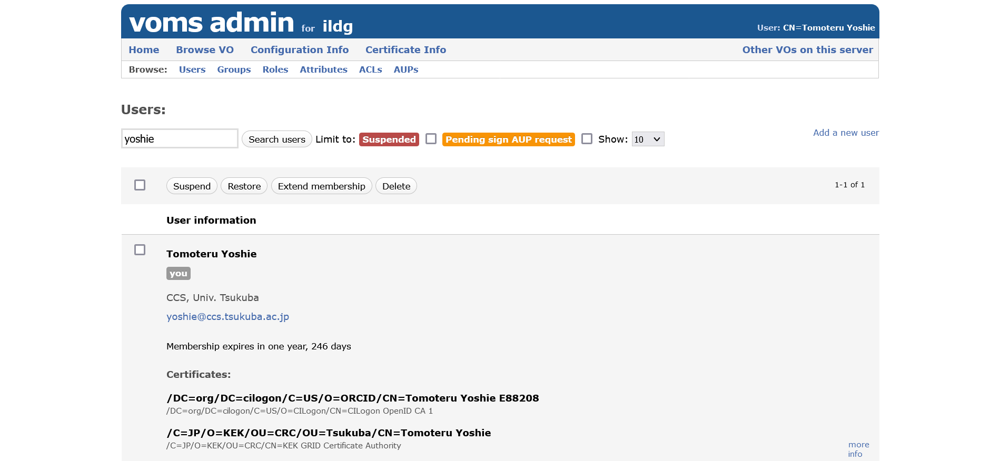 voms admin for ildg
User: CN=Tomoteru Yoshie
Home Browse VO Configuration Info Certificate Info Other VOs on this server
Browse: Users Groups Roles Attributes ACLs AUPs
Users:
yoshie Search users Limit to: Suspended Pending sign AUP request Show: 10
Add a new user
Suspend Restore Extend membership Delete 1-1 of 1
User information
Tomoteru Yoshie
you
CCS, Univ. Tsukuba
yoshie@ccs.tsukuba.ac.jp
Membership expires in one year, 246 days
Certificates:
/DC=org/DC=cilogon/C=US/O=ORCID/CN=Tomoteru Yoshie E88208
/DC=org/DC=cilogon/C=US/O=CILogon/CN=CILogon OpenID CA 1
/C=JP/O=KEK/OU=CRC/OU=Tsukuba/CN=Tomoteru Yoshie
/C=JP/O=KEK/OU=CRC/CN=KEK GRID Certificate Authority
more
info